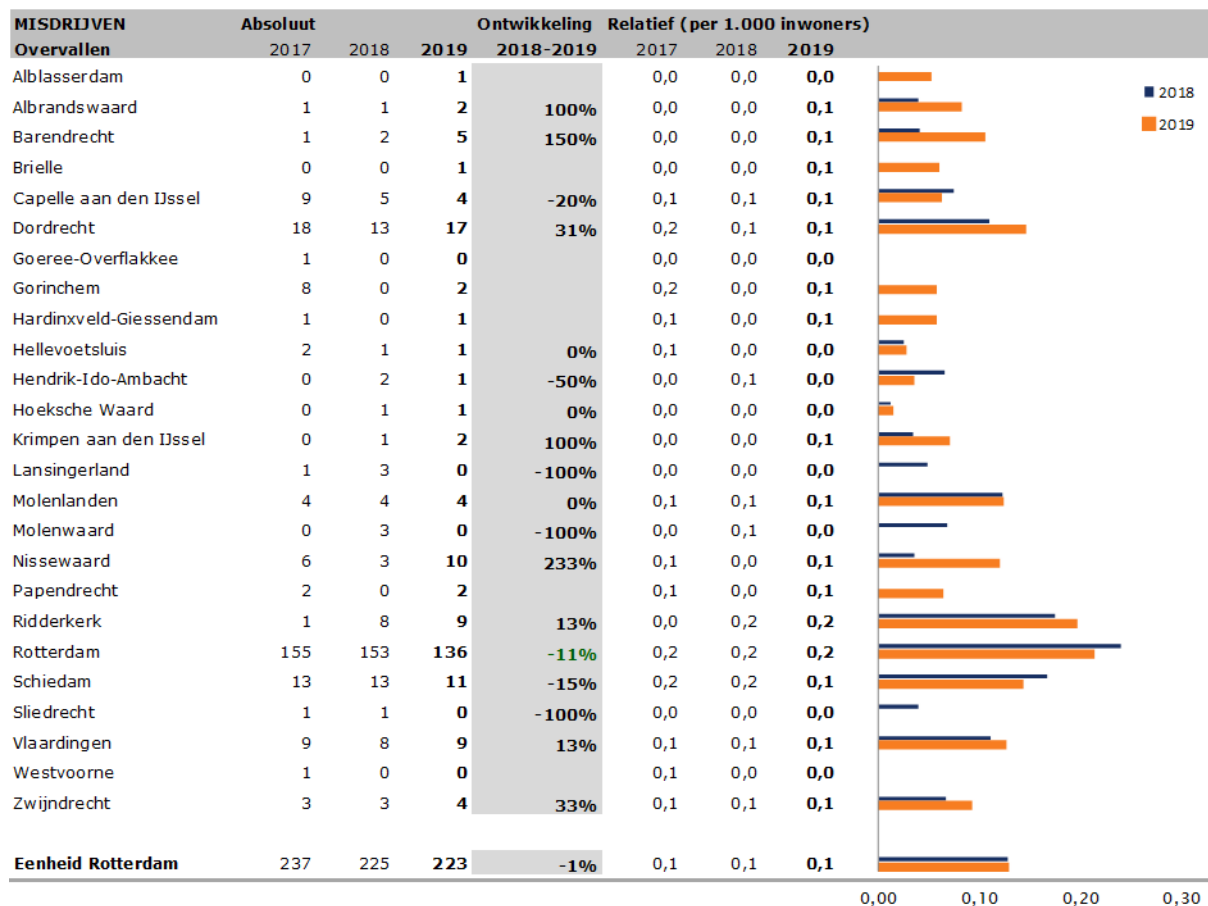 MISDRIJVEN Absoluut Ontwikkeling Relatief (per 1.000 inwoners)
Overvallen 2017 2018 2019 2018-2019 2017 2018 2019
Alblasserdam 0 0 1 0,0 0,0 0,0
2018
Albrandswaard 1 1 2 100% 0,0 0,0 0,1
2019
Barendrecht 1 2 5 150% 0,0 0,0 0,1
Brielle 0 0 1 0,0 0,0 0,1
Capelle aan den IJssel 9 5 4 -20% 0,1 0,1 0,1
Dordrecht 18 13 17 31% 0,2 0,1 0,1
Goeree-Overflakkee 1 0 0 0,0 0,0 0,0
Gorinchem 8 0 2 0,2 0,0 0,1
Hardinxveld-Giessendam 1 0 1 0,1 0,0 0,1
Hellevoetsluis 2 1 1 0% 0,1 0,0 0,0
Hendrik-Ido-Ambacht 0 2 1 -50% 0,0 0,1 0,0
Hoeksche Waard 0 1 1 0% 0,0 0,0 0,0
Krimpen aan den IJssel 0 1 2 100% 0,0 0,0 0,1
Lansingerland 1 3 0 -100% 0,0 0,0 0,0
Molenlanden 4 4 4 0% 0,1 0,1 0,1
Molenwaard 0 3 0 -100% 0,0 0,1 0,0
Nissewaard 6 3 10 233% 0,1 0,0 0,1
Papendrecht 2 0 2 0,1 0,0 0,1
Ridderkerk 1 8 9 13% 0,0 0,2 0,2
Rotterdam 155 153 136 -11% 0,2 0,2 0,2
Schiedam 13 13 11 -15% 0,2 0,2 0,1
Sliedrecht 1 1 0 -100% 0,0 0,0 0,0
Vlaardingen 9 8 9 13% 0,1 0,1 0,1
Westvoorne 1 0 0 0,1 0,0 0,0
Zwijndrecht 3 3 4 33% 0,1 0,1 0,1
Eenheid Rotterdam 237 225 223 -1% 0,1 0,1 0,1
0,00 0,10 0,20 0,30